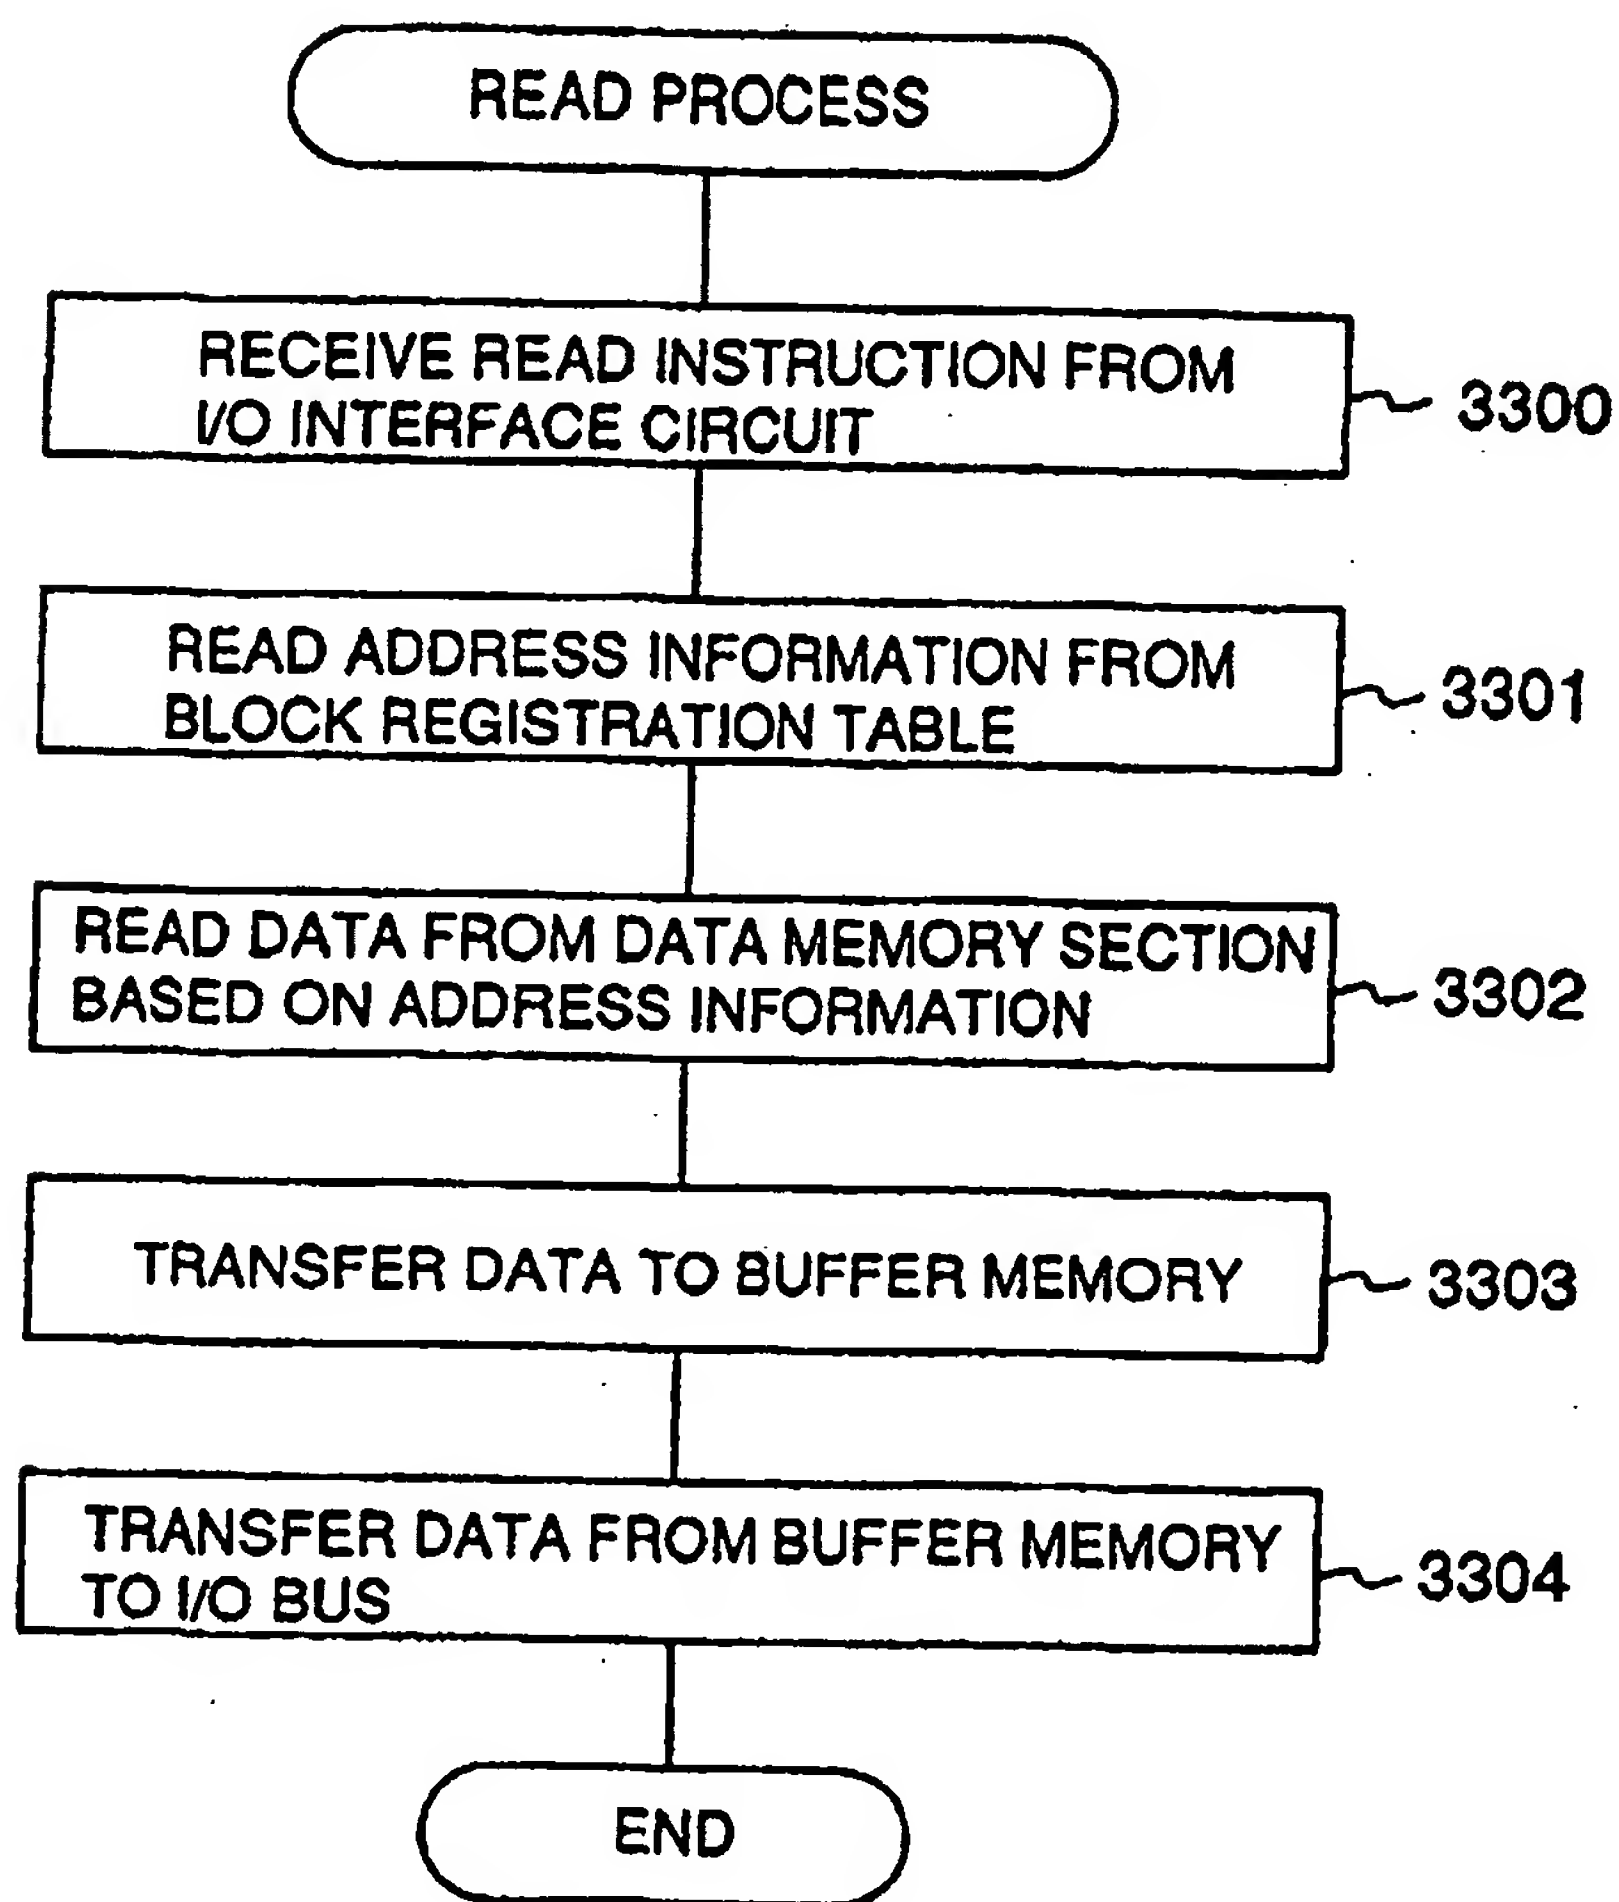 READ PROCESS
RECEIVE READ INSTRUCTION FROM
I/O INTERFACE CIRCUIT
3300
READ ADDRESS INFORMATION FROM
BLOCK REGISTRATION TABLE
3301
READ DATA FROM DATA MEMORY SECTION
BASED ON ADDRESS INFORMATION
3302
TRANSFER DATA TO BUFFER MEMORY
3303
TRANSFER DATA FROM BUFFER MEMORY
TO I/O BUS
3304
END